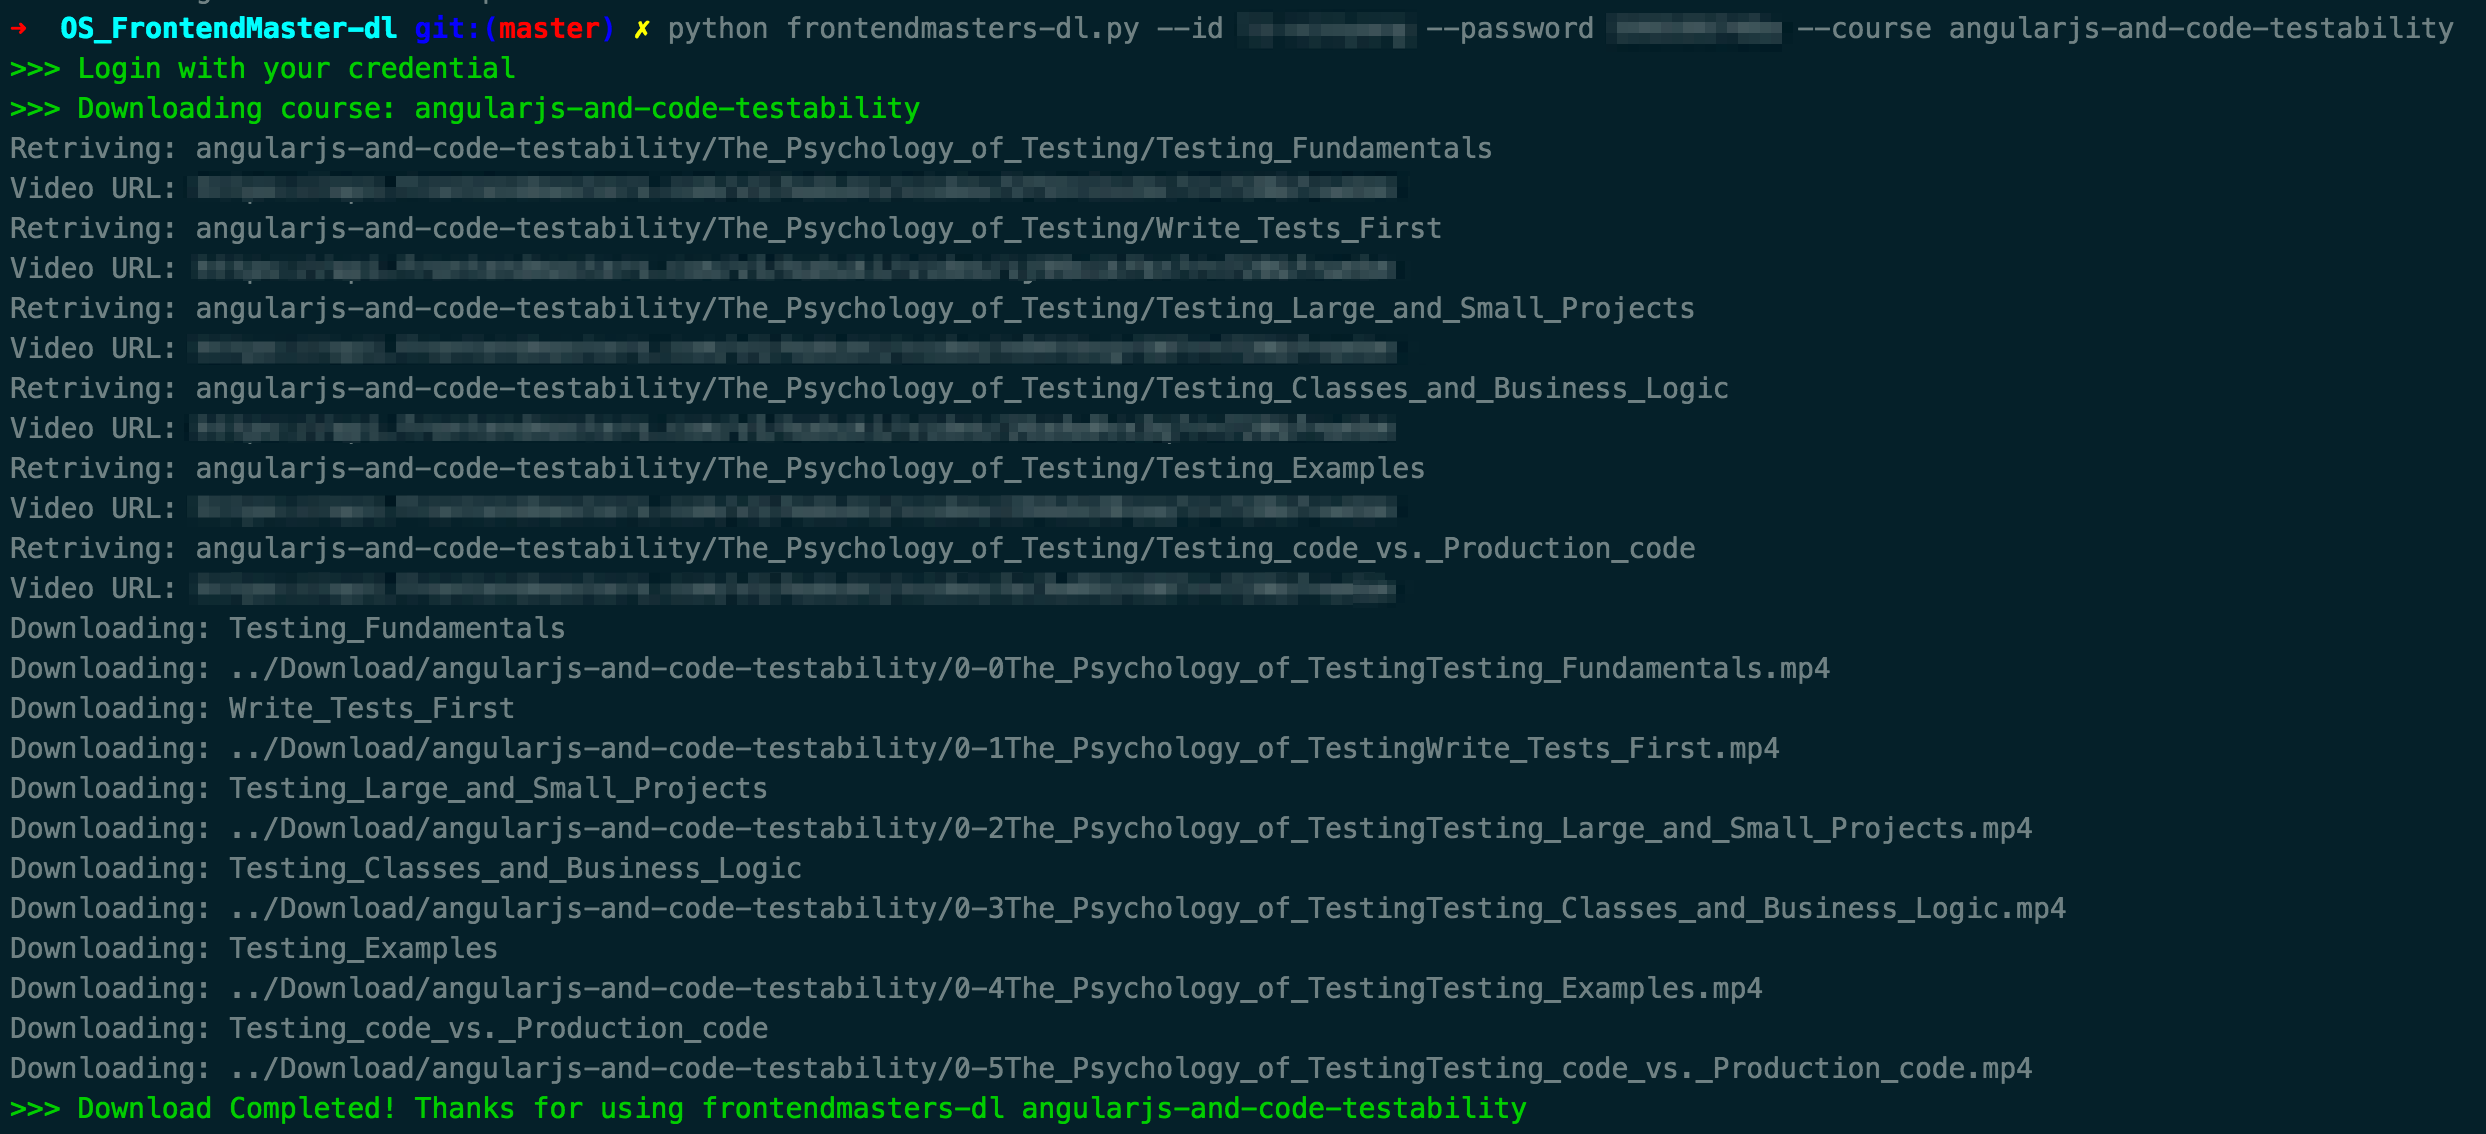 → OS_FrontendMaster-dl git:(master) ✗ python frontendmasters-dl.py --id --password --course angularjs-and-code-testability
>>> Login with your credential
>>> Downloading course: angularjs-and-code-testability
Retriving: angularjs-and-code-testability/The_Psychology_of_Testing/Testing_Fundamentals
Video URL:
Retriving: angularjs-and-code-testability/The_Psychology_of_Testing/Write_Tests_First
Video URL:
Retriving: angularjs-and-code-testability/The_Psychology_of_Testing/Testing_Large_and_Small_Projects
Video URL:
Retriving: angularjs-and-code-testability/The_Psychology_of_Testing/Testing_Classes_and_Business_Logic
Video URL:
Retriving: angularjs-and-code-testability/The_Psychology_of_Testing/Testing_Examples
Video URL:
Retriving: angularjs-and-code-testability/The_Psychology_of_Testing/Testing_code_vs._Production_code
Video URL:
Downloading: Testing_Fundamentals
Downloading: ../Download/angularjs-and-code-testability/0-0The_Psychology_of_TestingTesting_Fundamentals.mp4
Downloading: Write_Tests_First
Downloading: ../Download/angularjs-and-code-testability/0-1The_Psychology_of_TestingWrite_Tests_First.mp4
Downloading: Testing_Large_and_Small_Projects
Downloading: ../Download/angularjs-and-code-testability/0-2The_Psychology_of_TestingTesting_Large_and_Small_Projects.mp4
Downloading: Testing_Classes_and_Business_Logic
Downloading: ../Download/angularjs-and-code-testability/0-3The_Psychology_of_TestingTesting_Classes_and_Business_Logic.mp4
Downloading: Testing_Examples
Downloading: ../Download/angularjs-and-code-testability/0-4The_Psychology_of_TestingTesting_Examples.mp4
Downloading: Testing_code_vs._Production_code
Downloading: ../Download/angularjs-and-code-testability/0-5The_Psychology_of_TestingTesting_code_vs._Production_code.mp4
>>> Download Completed! Thanks for using frontendmasters-dl angularjs-and-code-testability